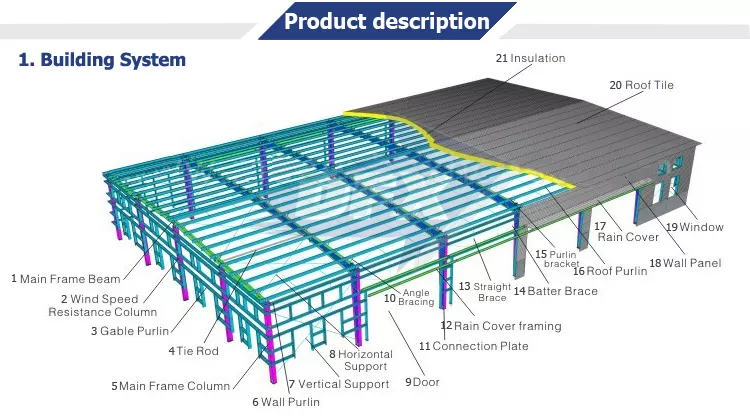 Product description
1. Building System
21 Insulation
20 Roof Tile
19 Window
17
Rain Cover
18 Wall Panel
15 Purlin
bracket
16 Roof Purlin
13 Straight
Brace
14 Batter Brace
10 Angle
Bracing
12 Rain Cover framing
11 Connection Plate
1 Main Frame Beam
2 Wind Speed
Resistance Column
3 Gable Purlin
4 Tie Rod
8 Horizontal
Support
5 Main Frame Column
7 Vertical Support
9 Door
6 Wall Purlin